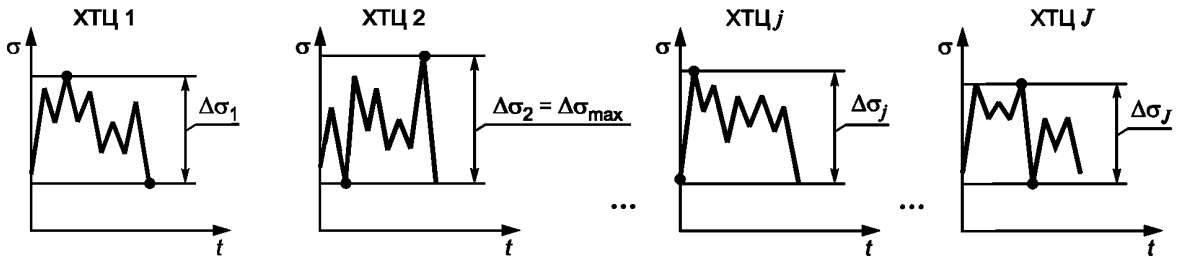 ХТЦ 1
ХТЦ 2
ХТЦ j
ХТЦ J
σ
σ
σ
σ
Δσ1
Δσ2 = Δσmax
Δσj
ΔσJ
...
...
t
t
t
t